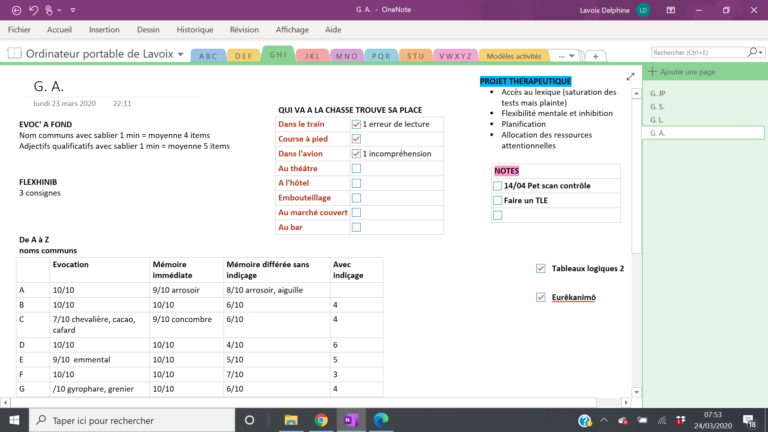 G. A. - OneNote
Lavoix Delphine LD
Fichier Accueil Insertion Dessin Historique Révision Affichage Aide
Ordinateur portable de Lavoix
A B C D E F G H I J K L M N O P Q R S T U V W X Y Z Modèles activités ... +
Rechercher (Ctrl+E)
Ajouter une page
G. JP
G. S.
G. L.
G. A.
G. A.
lundi 23 mars 2020 22:11
EVOC' A FOND
Nom communs avec sablier 1 min = moyenne 4 items
Adjectifs qualificatifs avec sablier 1 min = moyenne 5 items
FLEXHINIB
3 consignes
QUI VA A LA CHASSE TROUVE SA PLACE
Dans le train 1 erreur de lecture
Course à pied
Dans l'avion 1 incompréhension
Au théâtre
A l'hôtel
Embouteillage
Au marché couvert
Au bar
PROJET THERAPEUTIQUE
• Accès au lexique (saturation des
tests mais plainte)
• Flexibilité mentale et inhibition
• Planification
• Allocation des ressources
attentionnelles
NOTES
14/04 Pet scan contrôle
Faire un TLE
De A à Z
noms communs
Evocation Mémoire immédiate Mémoire différée sans indiçage Avec indiçage
A 10/10 9/10 arrosoir 8/10 arrosoir, aiguille
B 10/10 10/10 6/10 4
C 7/10 chevalière, cacao, cafard 9/10 concombre 6/10 4
D 10/10 10/10 4/10 6
E 9/10 emmental 10/10 5/10 5
F 10/10 10/10 7/10 3
G /10 gyrophare, grenier 10/10 6/10 4
Tableaux logiques 2
Eurêkanimô
Taper ici pour rechercher
07:53
24/03/2020
18